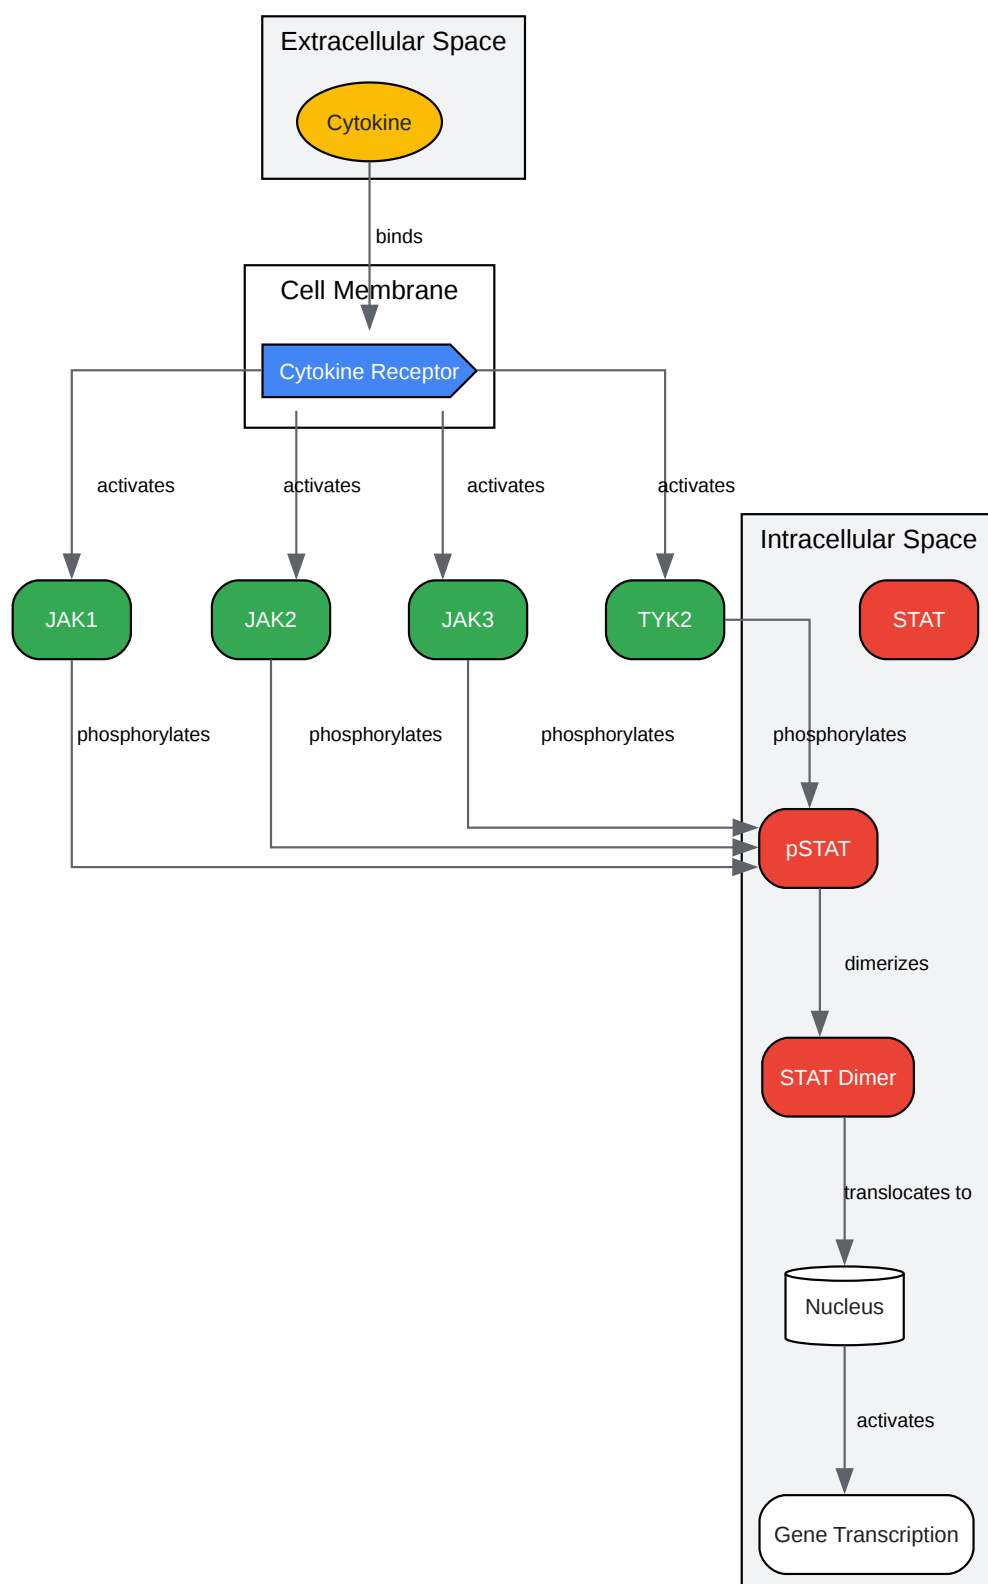 Extracellular Space
Cytokine
binds
Cell Membrane
Cytokine Receptor
activates
activates
activates
activates
Intracellular Space
JAK1
JAK2
JAK3
TYK2
STAT
phosphorylates
phosphorylates
phosphorylates
phosphorylates
pSTAT
dimerizes
STAT Dimer
translocates to
Nucleus
activates
Gene Transcription